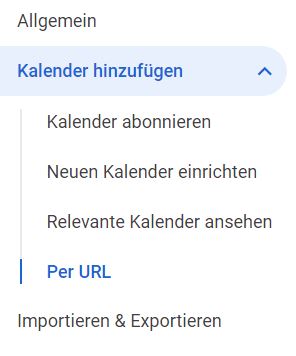 Allgemein
Kalender hinzufügen
Kalender abonnieren
Neuen Kalender einrichten
Relevante Kalender ansehen
Per URL
Importieren & Exportieren